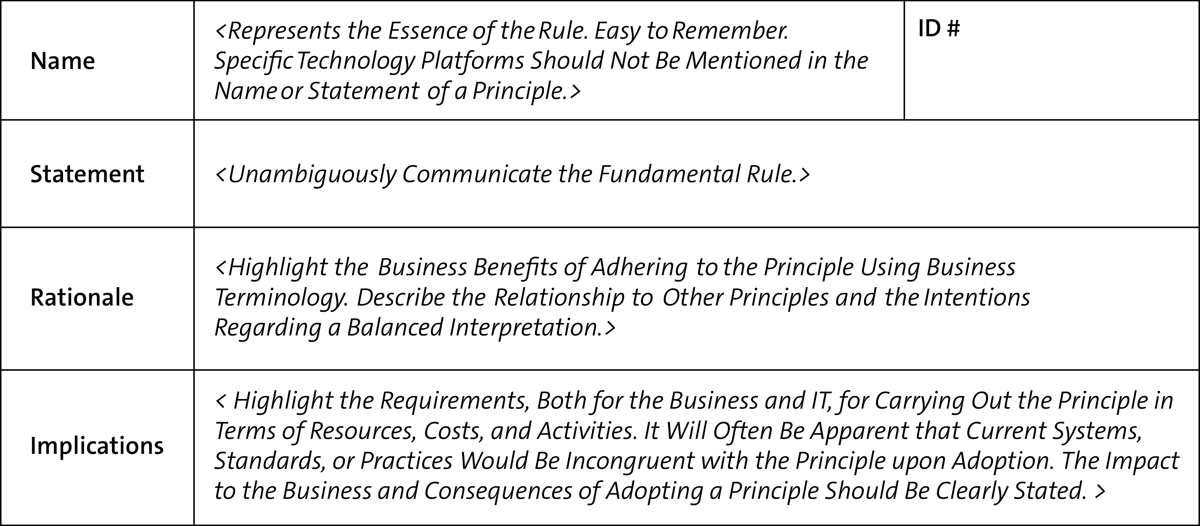 Name
<Represents the Essence of the Rule. Easy to Remember.
Specific Technology Platforms Should Not Be Mentioned in the
Name or Statement of a Principle.>
ID #
Statement
<Unambiguously Communicate the Fundamental Rule.>
Rationale
<Highlight the Business Benefits of Adhering to the Principle Using Business
Terminology. Describe the Relationship to Other Principles and the Intentions
Regarding a Balanced Interpretation.>
Implications
< Highlight the Requirements, Both for the Business and IT, for Carrying Out the Principle in
Terms of Resources, Costs, and Activities. It Will Often Be Apparent that Current Systems,
Standards, or Practices Would Be Incongruent with the Principle upon Adoption. The Impact
to the Business and Consequences of Adopting a Principle Should Be Clearly Stated. >